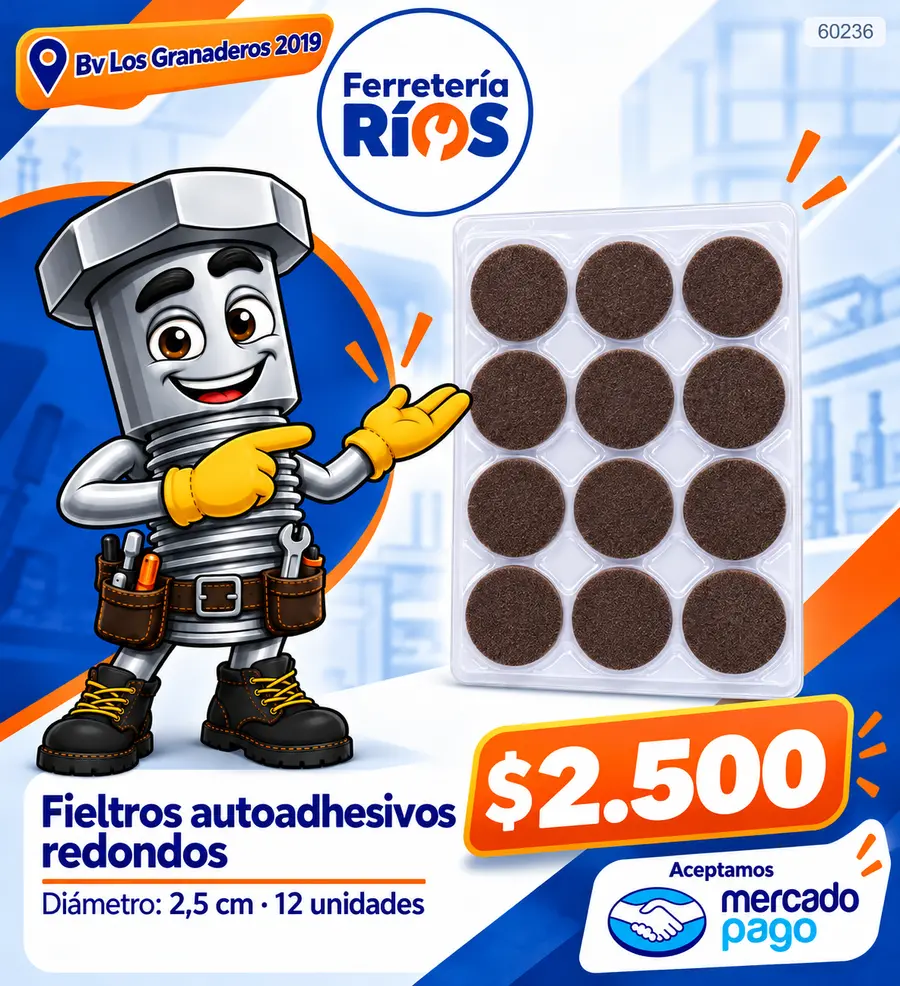 Bv Los Granaderos 2019
Ferretería
RÍOS
60236
$2.500
Fieltros autoadhesivos
redondos
Diámetro: 2,5 cm · 12 unidades
Aceptamos
mercado
pago